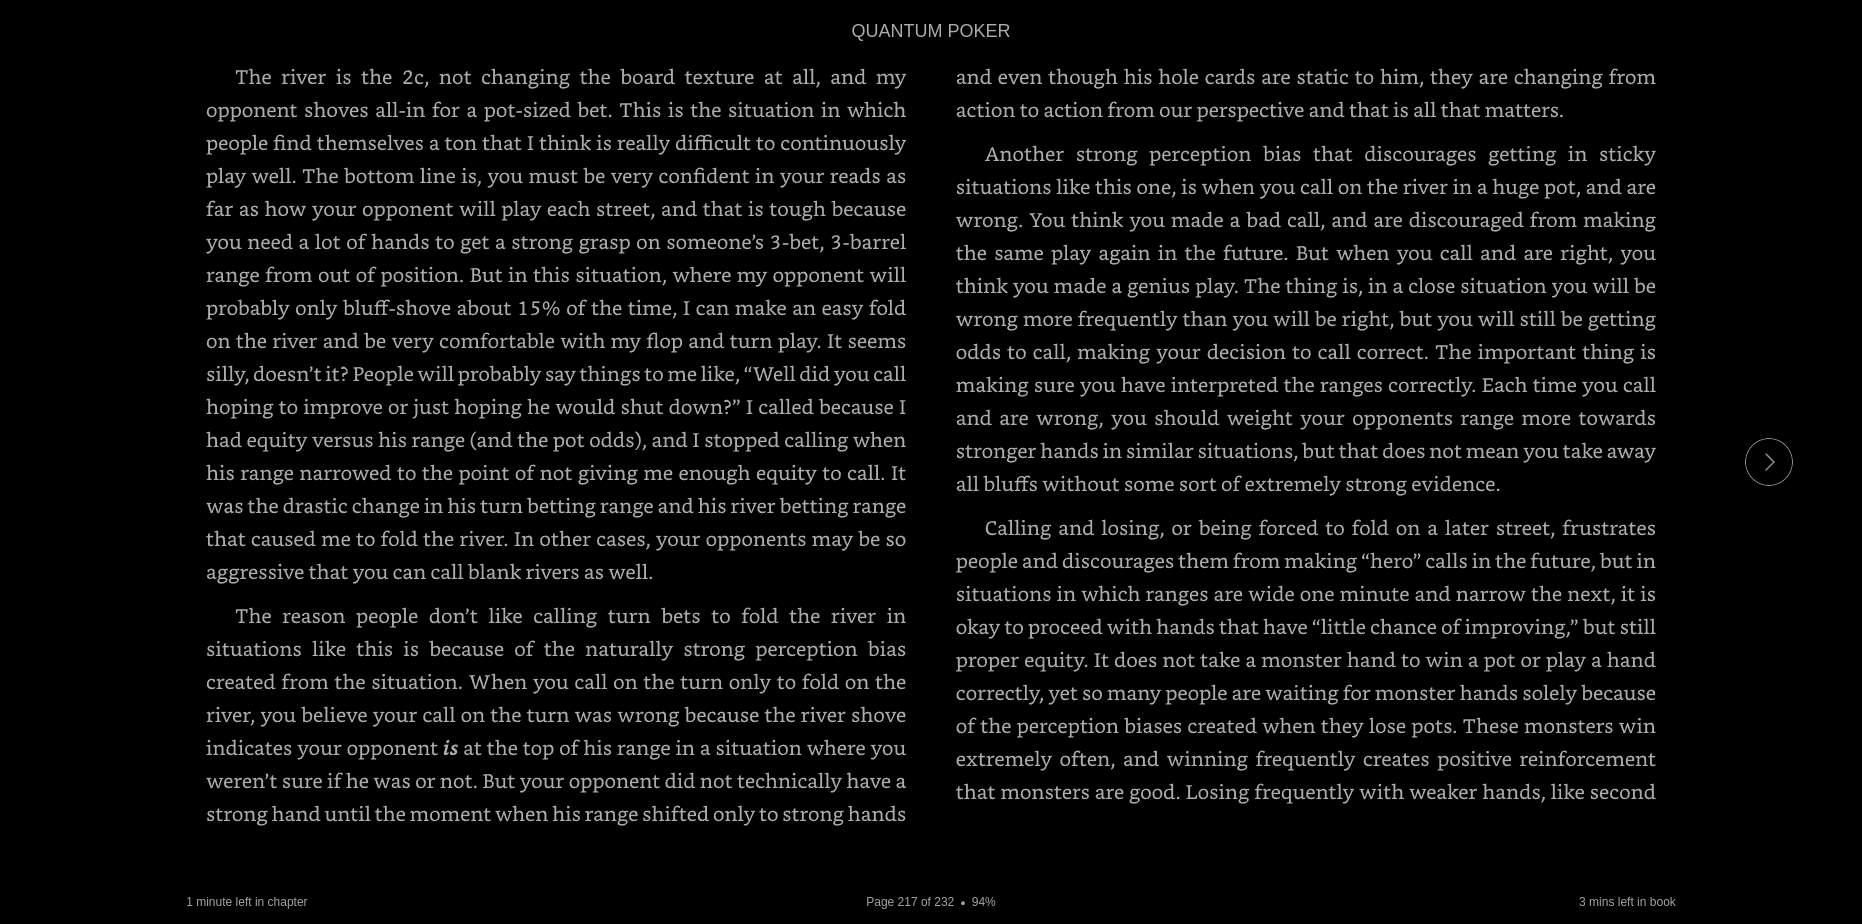 QUANTUM POKER
The river is the 2c, not changing the board texture at all, and my
opponent shoves all-in for a pot-sized bet. This is the situation in which
people find themselves a ton that I think is really difficult to continuously
play well. The bottom line is, you must be very confident in your reads as
far as how your opponent will play each street, and that is tough because
you need a lot of hands to get a strong grasp on someone’s 3-bet, 3-barrel
range from out of position. But in this situation, where my opponent will
probably only bluff-shove about 15% of the time, I can make an easy fold
on the river and be very comfortable with my flop and turn play. It seems
silly, doesn’t it? People will probably say things to me like, “Well did you call
hoping to improve or just hoping he would shut down?” I called because I
had equity versus his range (and the pot odds), and I stopped calling when
his range narrowed to the point of not giving me enough equity to call. It
was the drastic change in his turn betting range and his river betting range
that caused me to fold the river. In other cases, your opponents may be so
aggressive that you can call blank rivers as well.
The reason people don’t like calling turn bets to fold the river in
situations like this is because of the naturally strong perception bias
created from the situation. When you call on the turn only to fold on the
river, you believe your call on the turn was wrong because the river shove
indicates your opponent is at the top of his range in a situation where you
weren’t sure if he was or not. But your opponent did not technically have a
strong hand until the moment when his range shifted only to strong hands
and even though his hole cards are static to him, they are changing from
action to action from our perspective and that is all that matters.
Another strong perception bias that discourages getting in sticky
situations like this one, is when you call on the river in a huge pot, and are
wrong. You think you made a bad call, and are discouraged from making
the same play again in the future. But when you call and are right, you
think you made a genius play. The thing is, in a close situation you will be
wrong more frequently than you will be right, but you will still be getting
odds to call, making your decision to call correct. The important thing is
making sure you have interpreted the ranges correctly. Each time you call
and are wrong, you should weight your opponents range more towards
stronger hands in similar situations, but that does not mean you take away
all bluffs without some sort of extremely strong evidence.
Calling and losing, or being forced to fold on a later street, frustrates
people and discourages them from making “hero” calls in the future, but in
situations in which ranges are wide one minute and narrow the next, it is
okay to proceed with hands that have “little chance of improving,” but still
proper equity. It does not take a monster hand to win a pot or play a hand
correctly, yet so many people are waiting for monster hands solely because
of the perception biases created when they lose pots. These monsters win
extremely often, and winning frequently creates positive reinforcement
that monsters are good. Losing frequently with weaker hands, like second
1 minute left in chapter
Page 217 of 232 • 94%
3 mins left in book